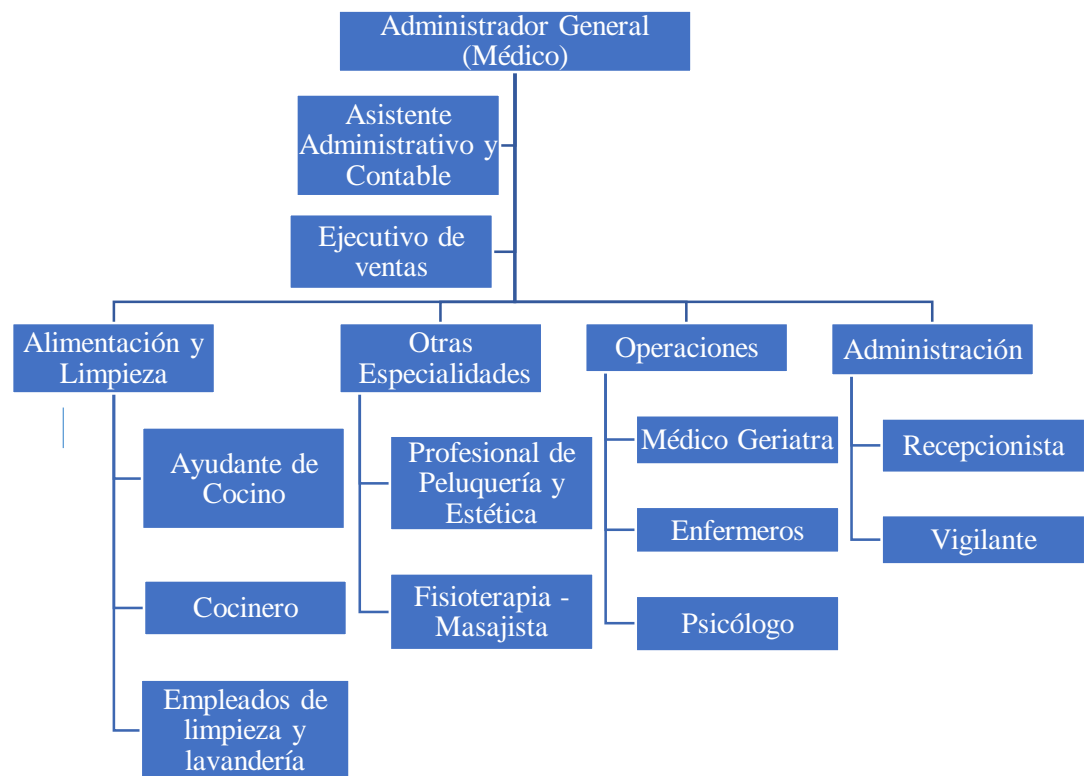 Administrador General
(Médico)
Asistente
Administrativo y
Contable
Ejecutivo de
ventas
Alimentación y
Limpieza
Ayudante de
Cocino
Cocinero
Empleados de
limpieza y
lavandería
Otras
Especialidades
Profesional de
Peluquería y
Estética
Fisioterapia -
Masajista
Operaciones
Médico Geriatra
Enfermeros
Psicólogo
Administración
Recepcionista
Vigilante